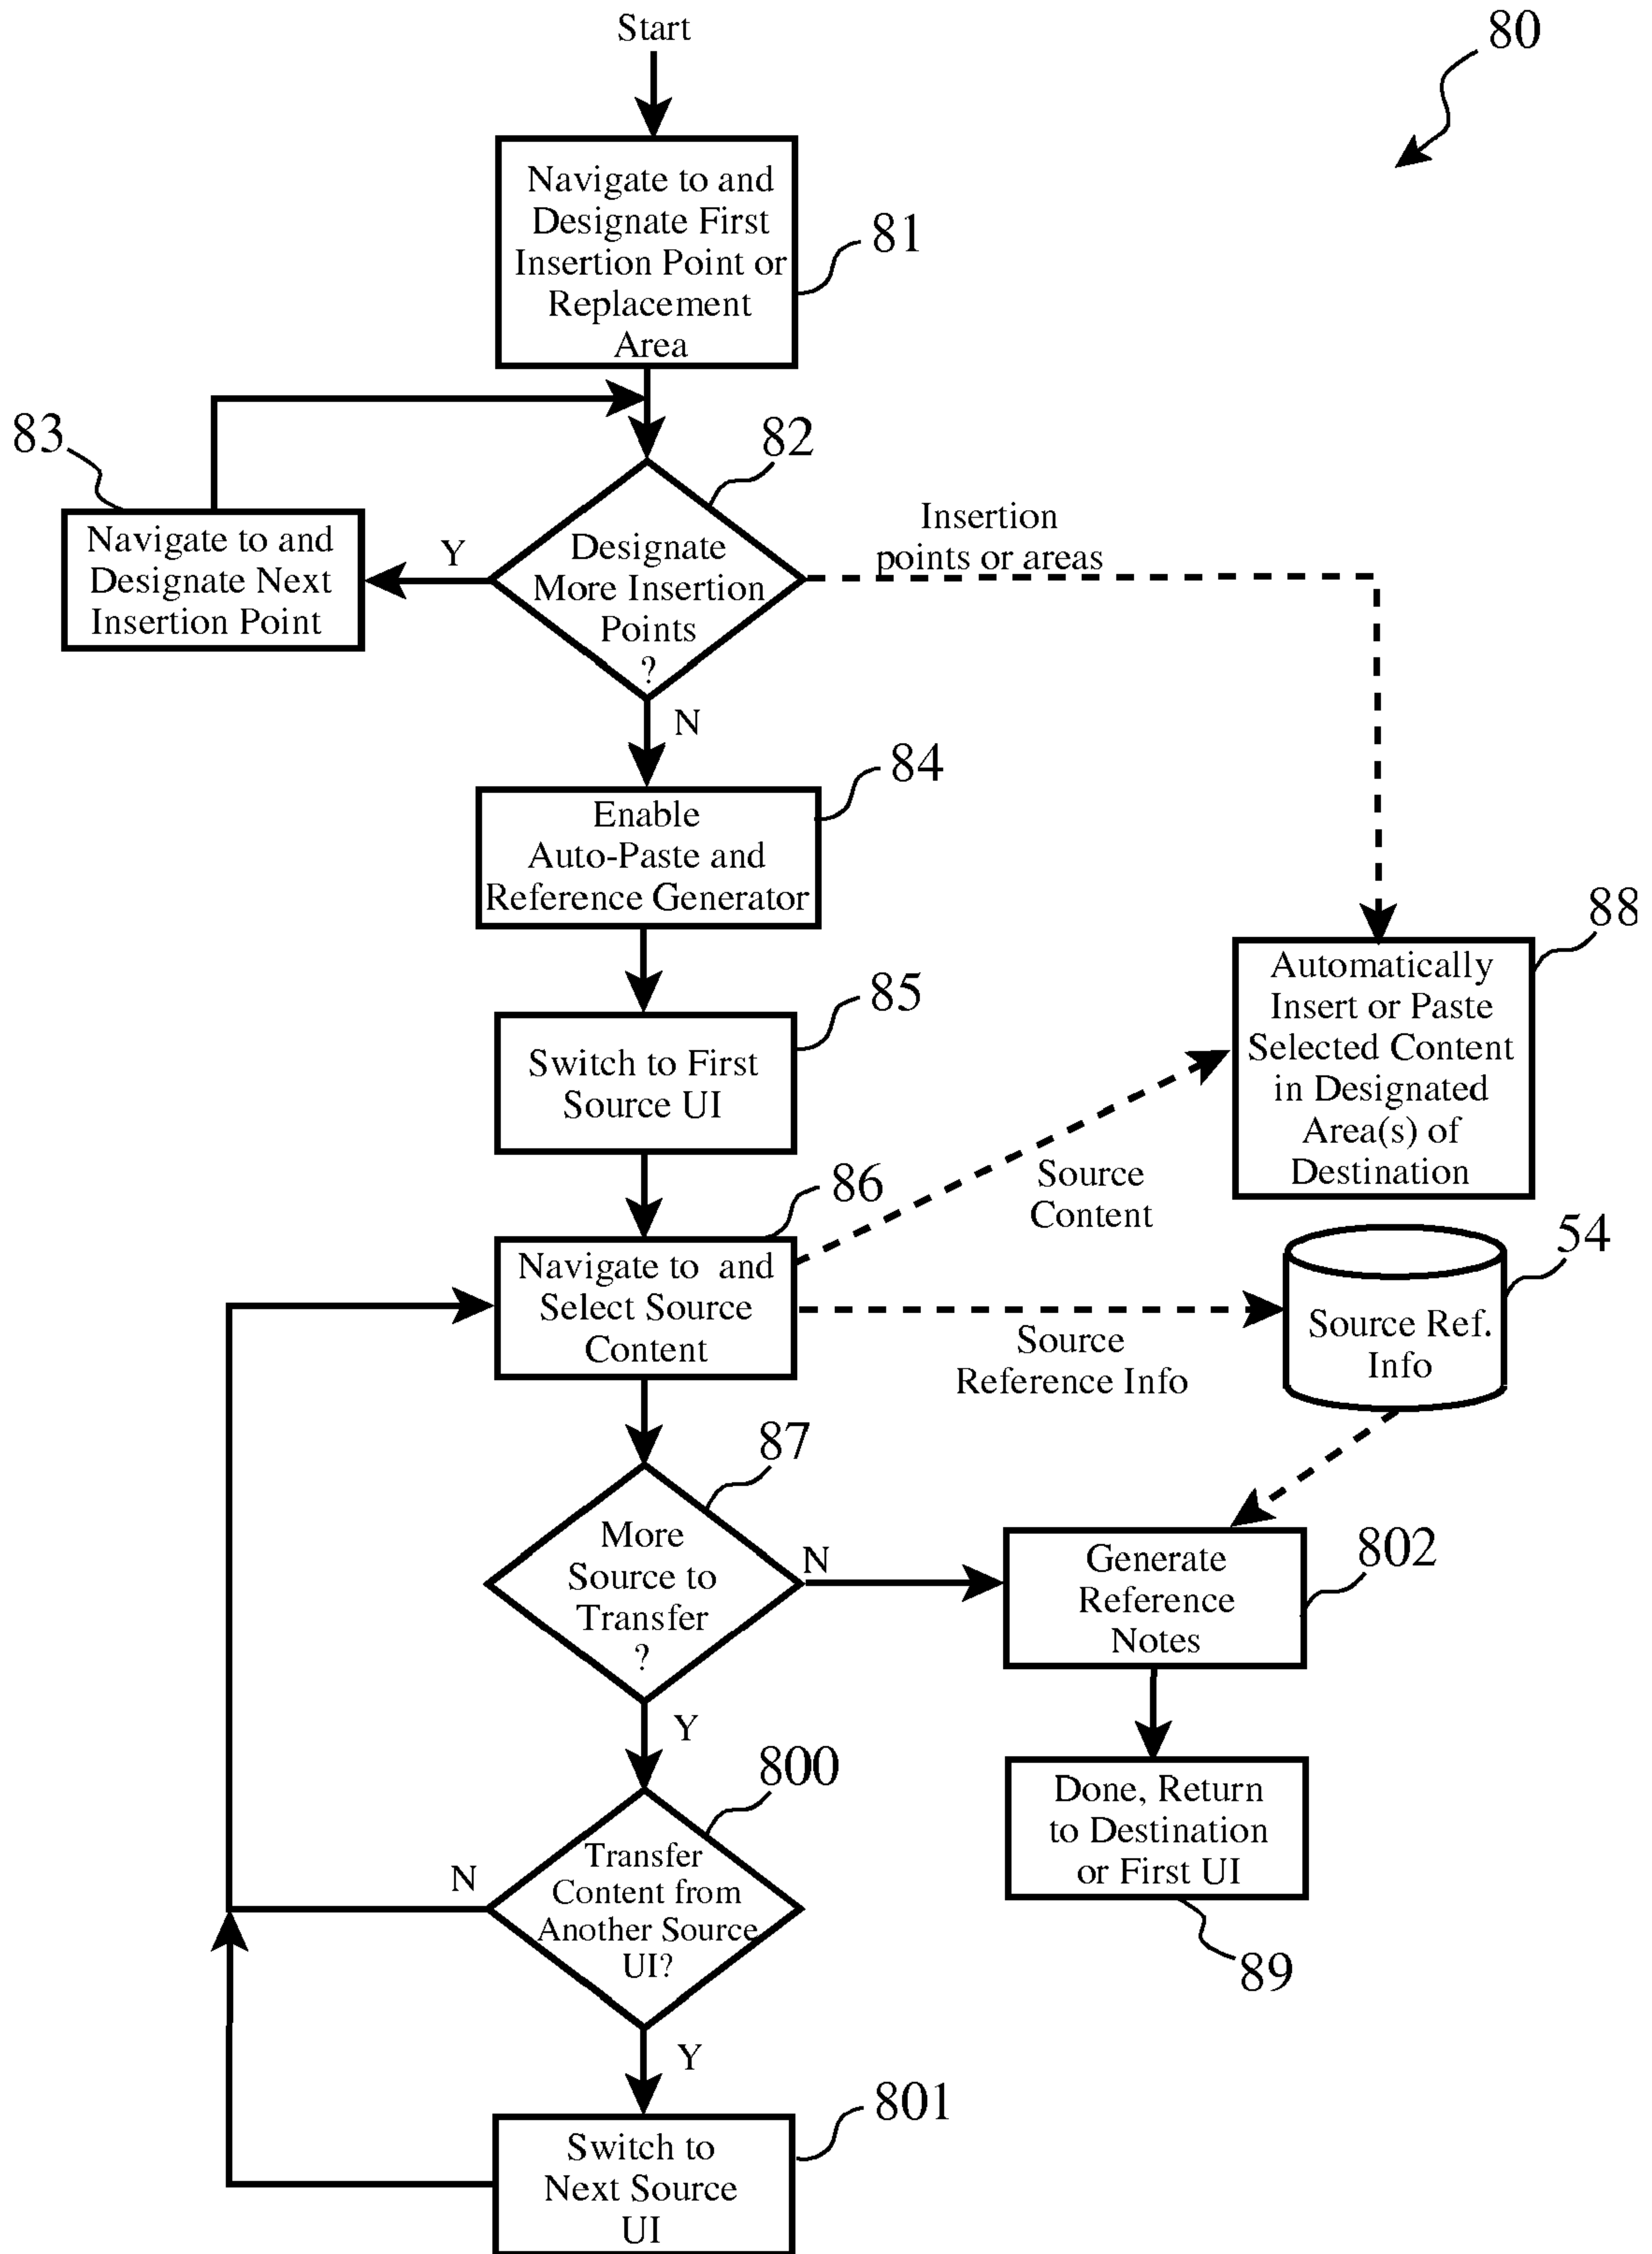 Start
80
Navigate to and
Designate First
Insertion Point or
Replacement
Area
81
83
82
Navigate to and
Designate Next
Insertion Point
Y
Designate
More Insertion
Points
?
Insertion
points or areas
N
84
Enable
Auto-Paste and
Reference Generator
88
Automatically
Insert or Paste
Selected Content
in Designated
Area(s) of
Destination
85
Switch to First
Source UI
Source
Content
86
Navigate to and
Select Source
Content
54
Source Ref.
Info
Source
Reference Info
87
More
Source to
Transfer
?
N
802
Generate
Reference
Notes
Y
800
Transfer
Content from
Another Source
UI?
N
Done, Return
to Destination
or First UI
89
Y
801
Switch to
Next Source
UI